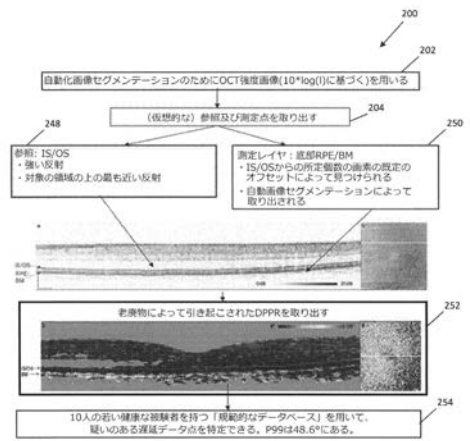 200
202
自動化画像セグメンテーションのためにOCT強度画像(10*log(I)に基づく)を用いる
204
(仮想的な)参照及び測定点を取り出す
248
250
参照: IS/OS
・強い反射
・対象の領域の上の最も近い反射
測定レイヤ:底部RPE/BM
・IS/OSからの所定個数の画素の既定の
オフセットによって見つけられる
・自動画像セグメンテーションによって
取り出される
IS/OS
RPE
BM
252
老廃物によって引き起こされたDPPRを取り出す
254
10人の若い健康な被験者を持つ「規範的なデータベース」を用いて、
疑いのある遅延データ点を特定できる。P99は48.6°にある。